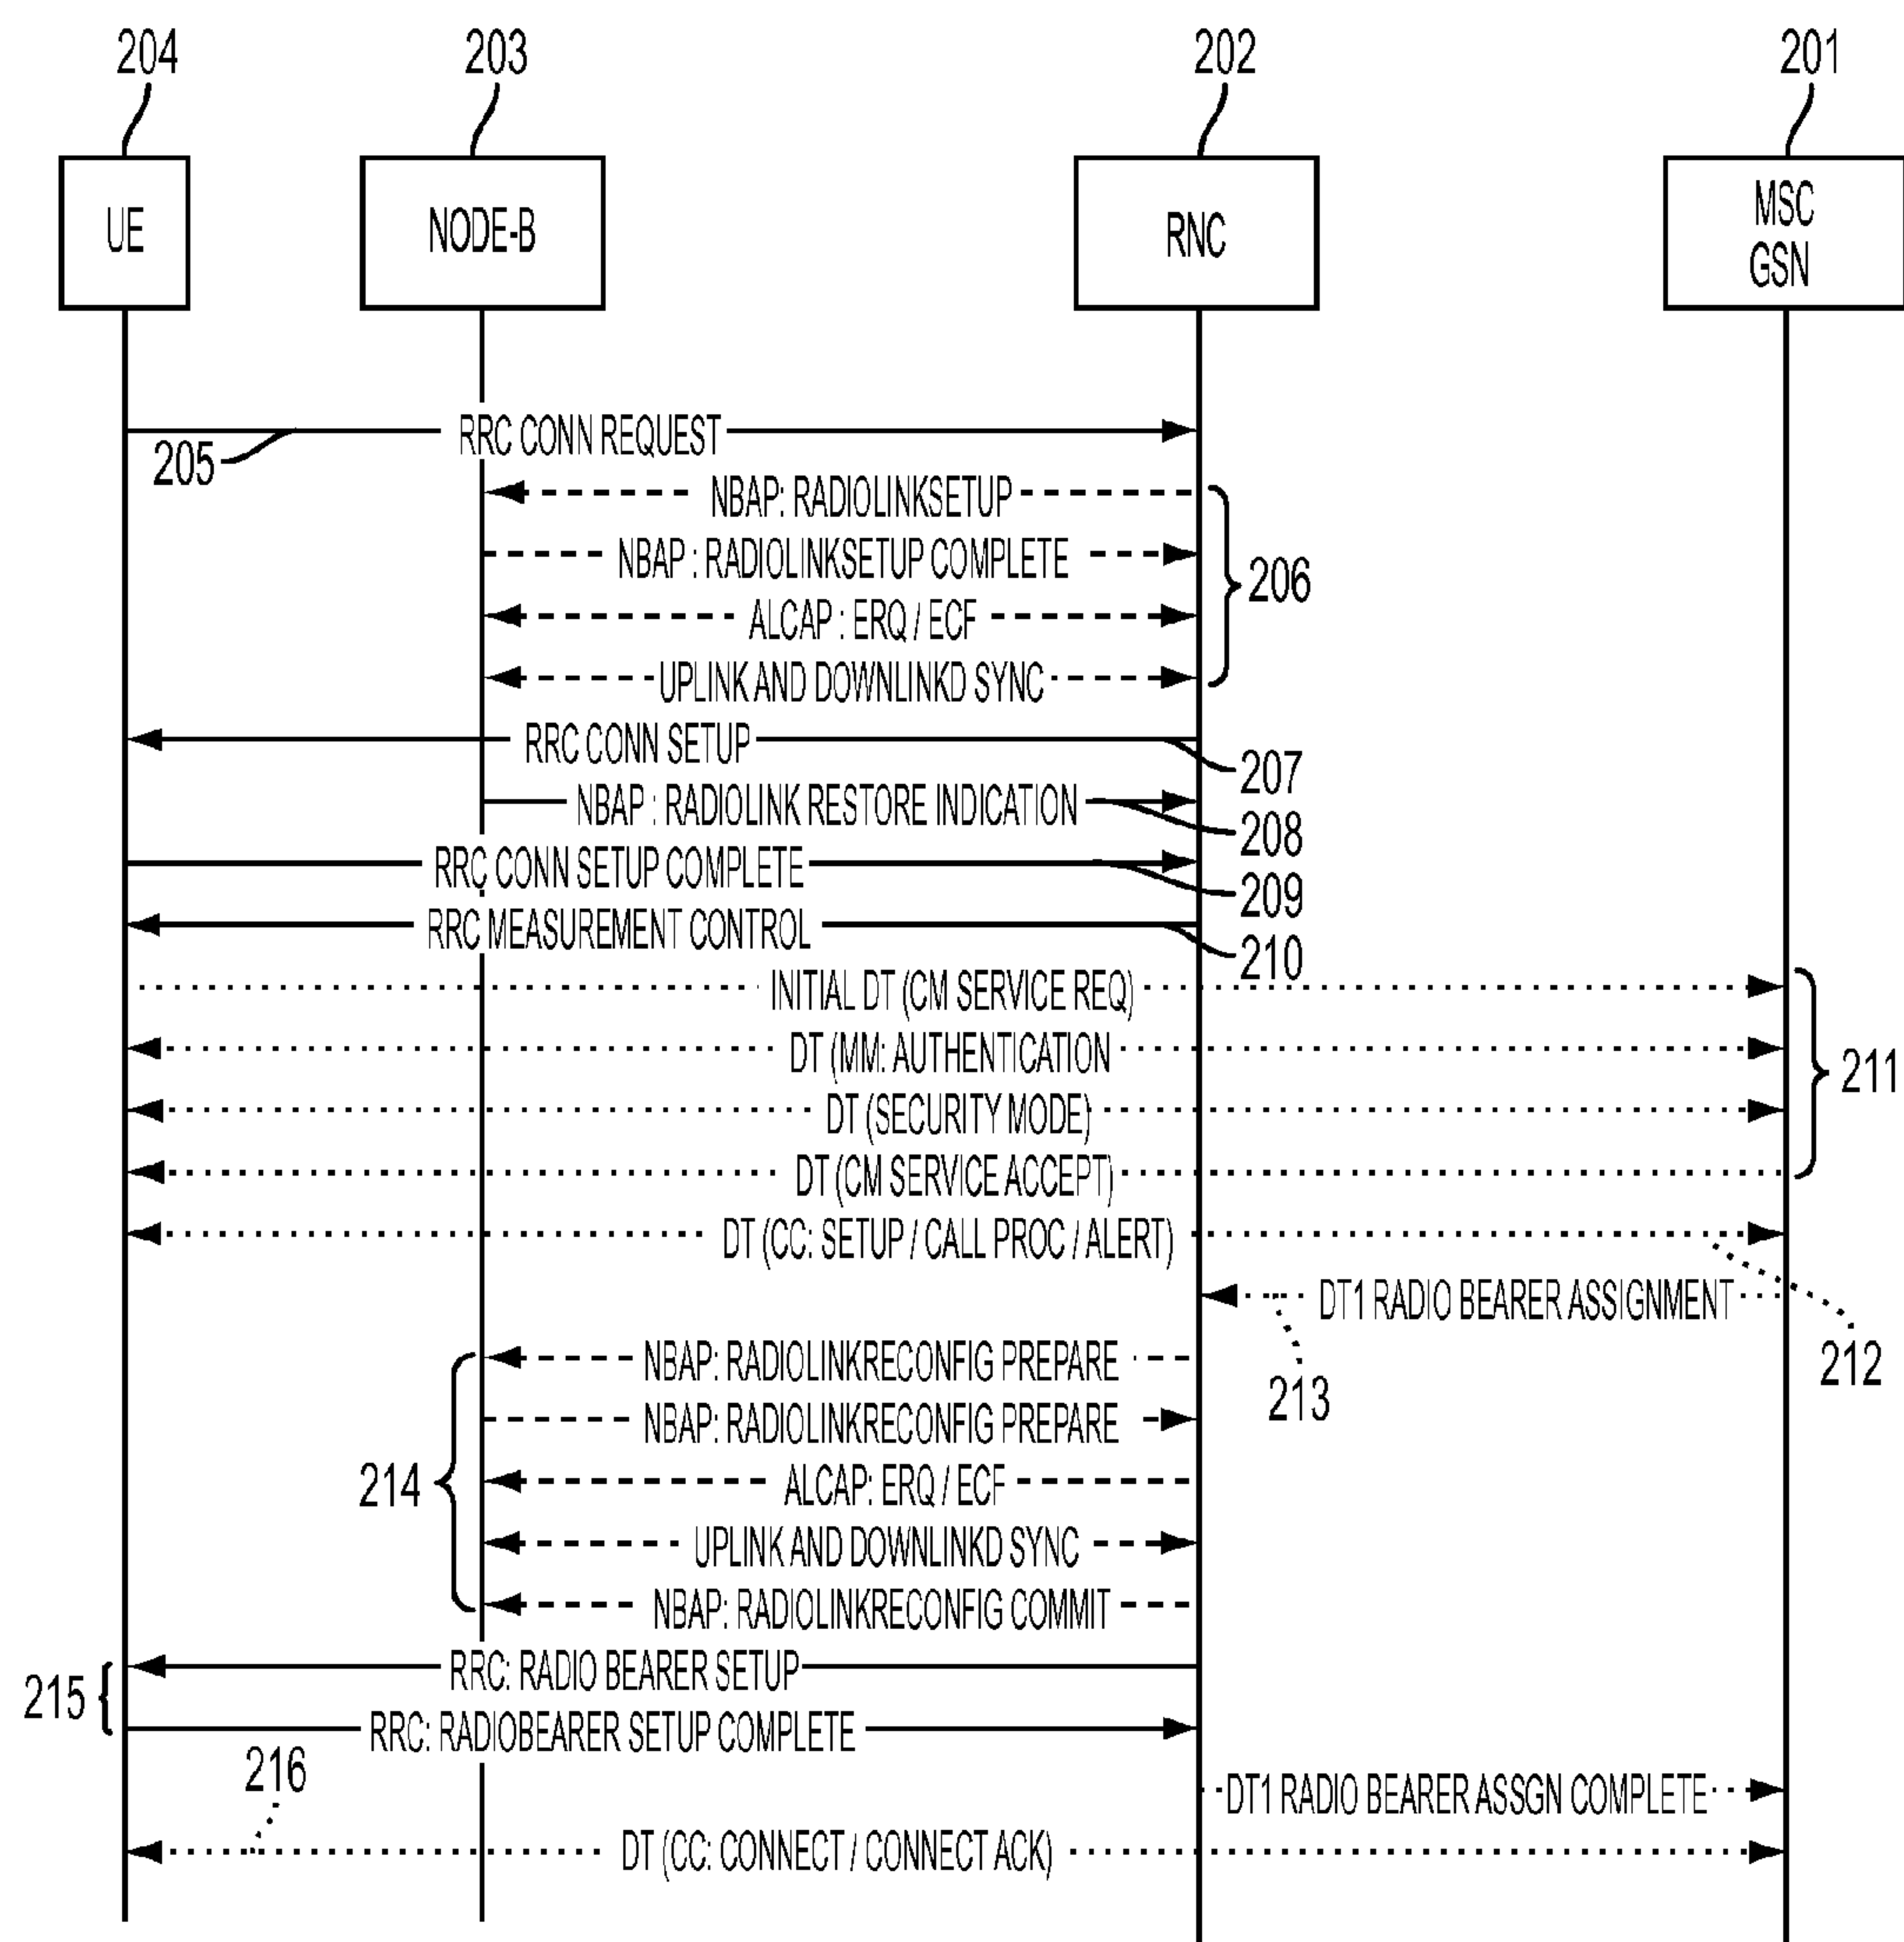 204
203
202
201
UE
NODE-B
RNC
MSC
GSN
RRC CONN REQUEST
205
NBAP: RADIOLINKSETUP
NBAP : RADIOLINKSETUP COMPLETE
206
ALCAP : ERQ / ECF
UPLINK AND DOWNLINKD SYNC
RRC CONN SETUP
207
NBAP : RADIOLINK RESTORE INDICATION
208
RRC CONN SETUP COMPLETE
209
RRC MEASUREMENT CONTROL
210
INITIAL DT (CM SERVICE REQ)
DT (MM: AUTHENTICATION
211
DT (SECURITY MODE)
DT (CM SERVICE ACCEPT)
DT (CC: SETUP / CALL PROC / ALERT)
DT1 RADIO BEARER ASSIGNMENT
212
NBAP: RADIOLINKRECONFIG PREPARE
213
NBAP: RADIOLINKRECONFIG PREPARE
214
ALCAP: ERQ / ECF
UPLINK AND DOWNLINKD SYNC
NBAP: RADIOLINKRECONFIG COMMIT
RRC: RADIO BEARER SETUP
215
RRC: RADIOBEARER SETUP COMPLETE
216
DT1 RADIO BEARER ASSGN COMPLETE
DT (CC: CONNECT / CONNECT ACK)